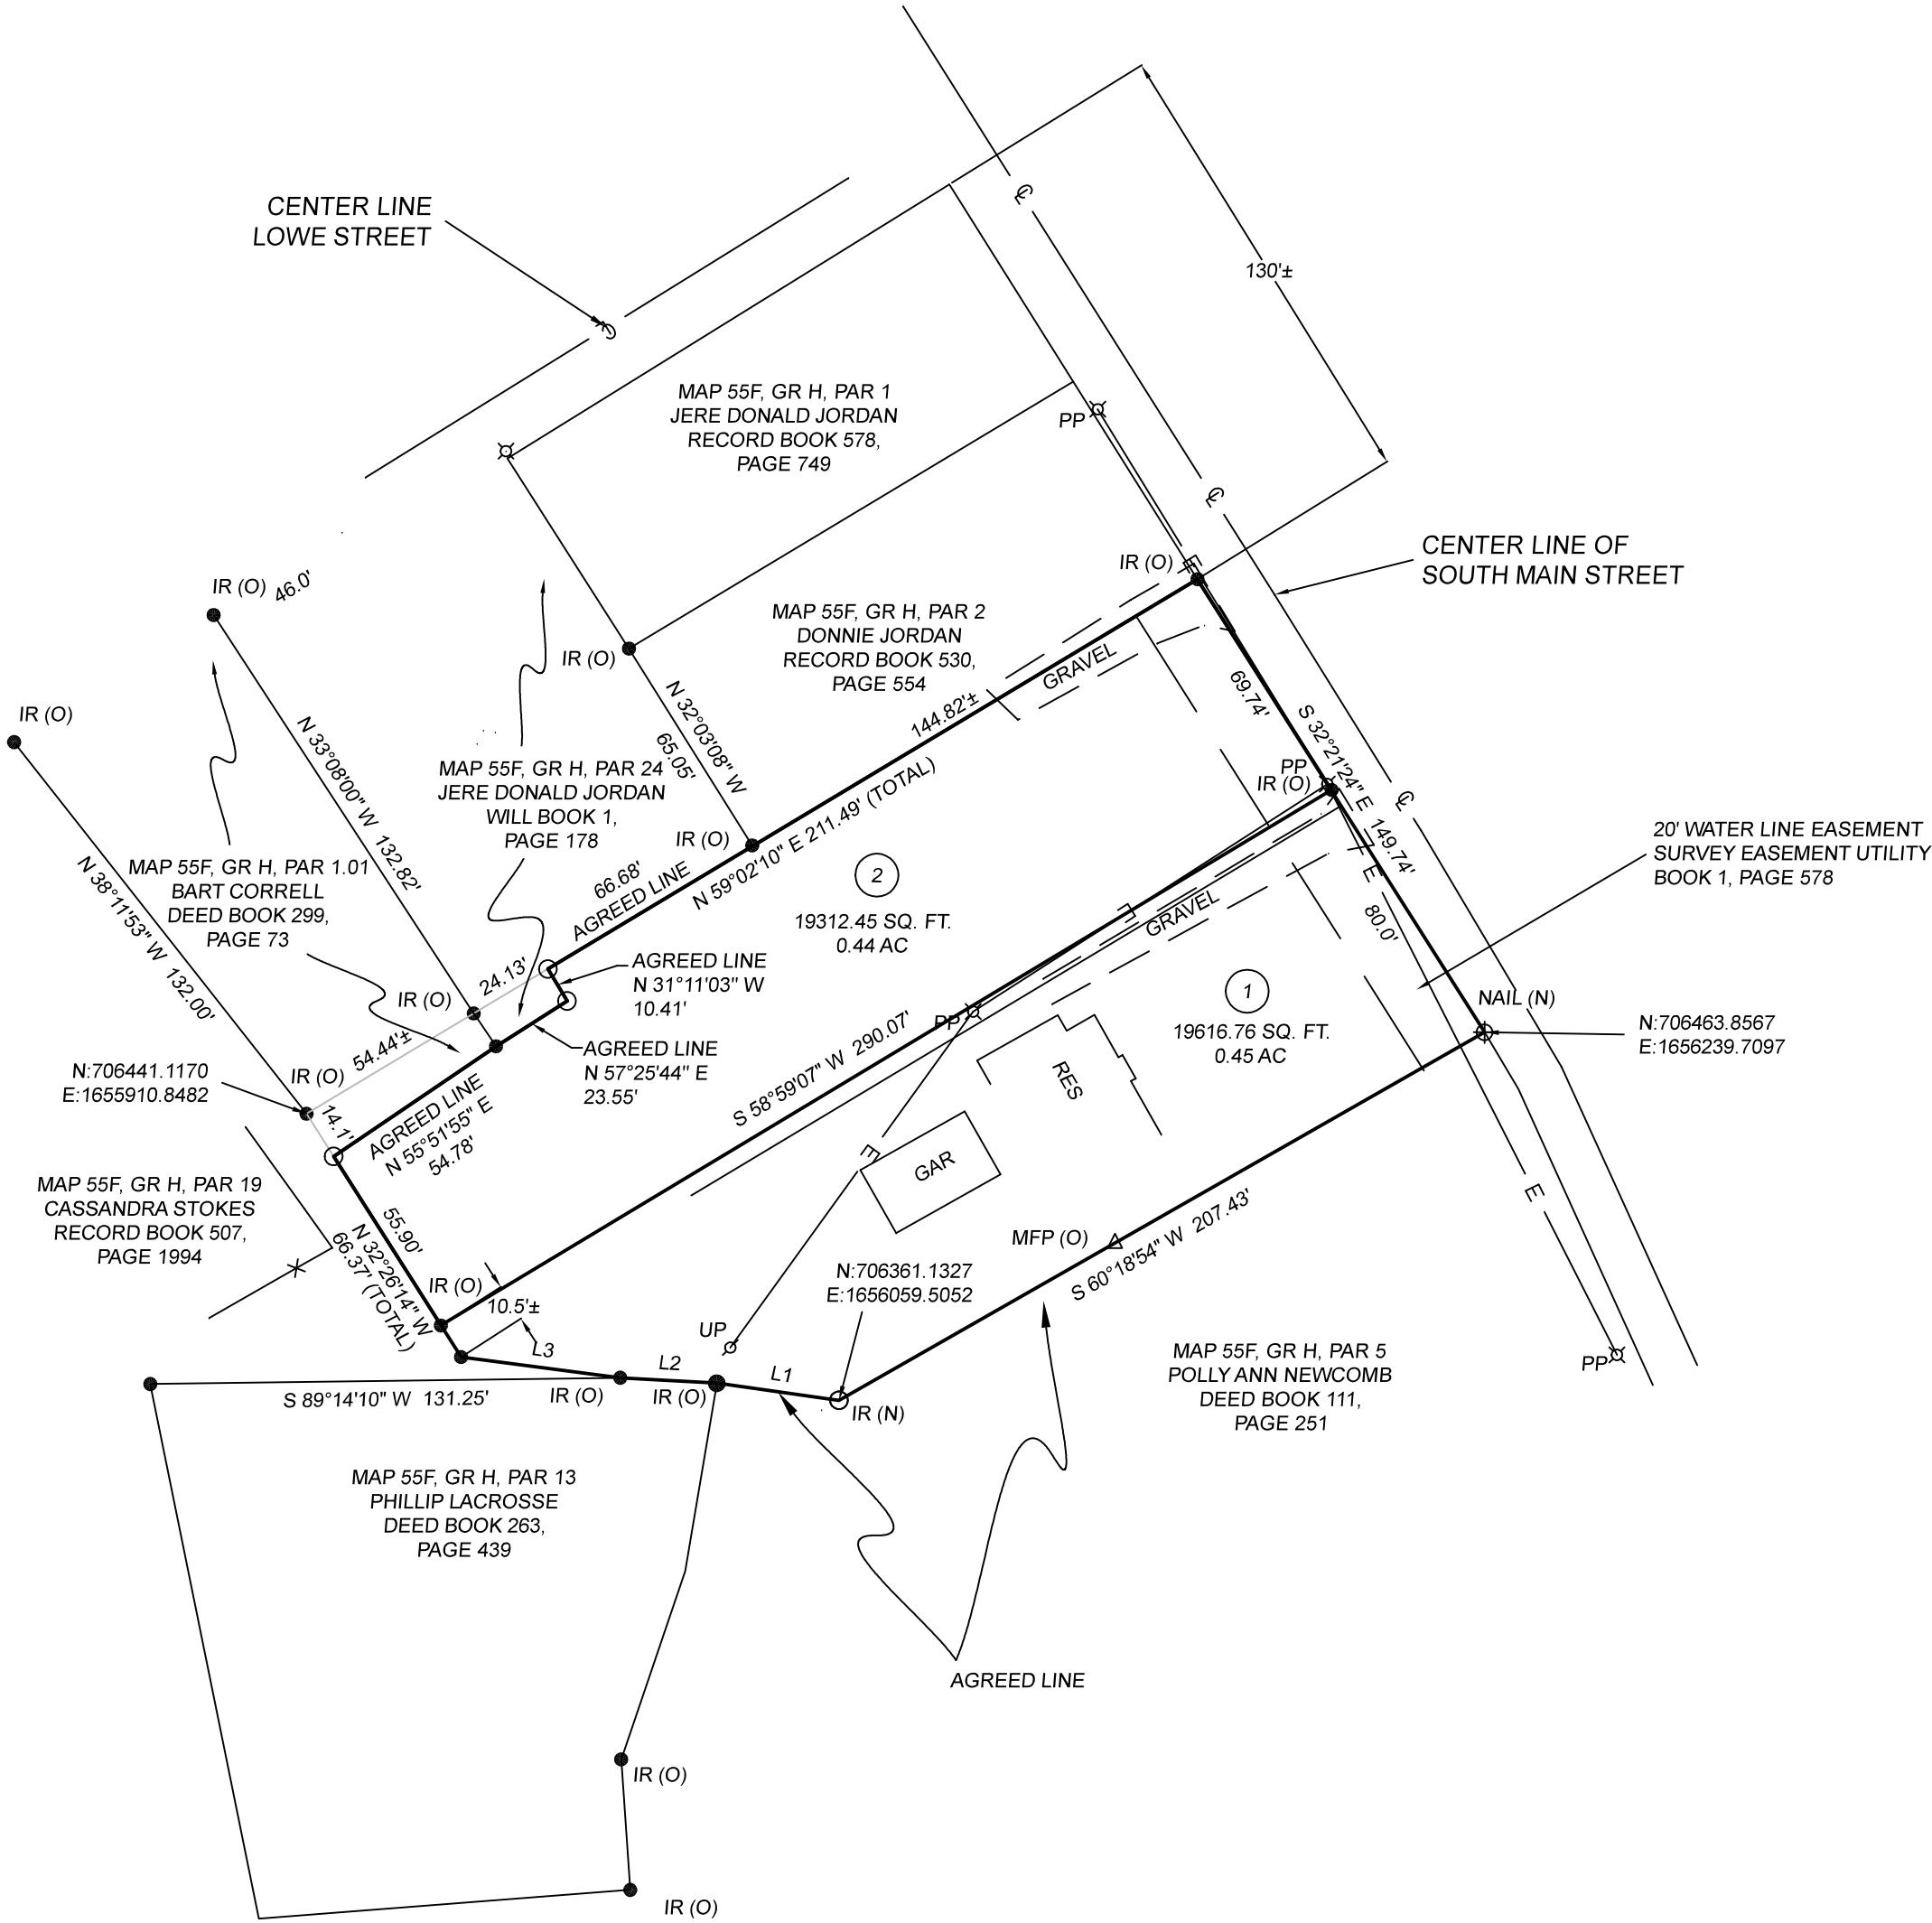 CENTER LINE
LOWE STREET
130'±
MAP 55F, GR H, PAR 1
JERE DONALD JORDAN
RECORD BOOK 578,
PAGE 749
PP
CENTER LINE OF
SOUTH MAIN STREET
IR (O)
46.0'
IR (O)
E
IR (O)
MAP 55F, GR H, PAR 2
DONNIE JORDAN
RECORD BOOK 530,
PAGE 554
GRAVEL
69.74'
S 32°21'24" E 149.74'
N 32°03'08" W
65.05'
144.82'±
N 59°02'10" E 211.49' (TOTAL)
IR (O)
N 33°08'00" W 132.82'
N 38°11'53" W 132.00'
MAP 55F, GR H, PAR 24
JERE DONALD JORDAN
WILL BOOK 1,
PAGE 178
PP
IR (O)
IR (O)
MAP 55F, GR H, PAR 1.01
BART CORRELL
DEED BOOK 299,
PAGE 73
66.68'
AGREED LINE
2
19312.45 SQ. FT.
0.44 AC
20' WATER LINE EASEMENT
SURVEY EASEMENT UTILITY
BOOK 1, PAGE 578
E
80.0'
GRAVEL
24.13'
AGREED LINE
N 31°11'03" W
10.41'
IR (O)
54.44'±
PP
1
19616.76 SQ. FT.
0.45 AC
NAIL (N)
N:706463.8567
E:1656239.7097
AGREED LINE
N 57°25'44" E
23.55'
N:706441.1170
E:1655910.8482
IR (O)
14.1'
AGREED LINE
N 55°51'55" E
54.78'
S 58°59'07" W 290.07'
RES
E
GAR
E
MAP 55F, GR H, PAR 19
CASSANDRA STOKES
RECORD BOOK 507,
PAGE 1994
55.90'
N 32°26'14" W
66.37' (TOTAL)
MFP (O)
S 60°18'54" W 207.43'
IR (O)
10.5'±
N:706361.1327
E:1656059.5052
UP
L3
L2
L1
MAP 55F, GR H, PAR 5
POLLY ANN NEWCOMB
DEED BOOK 111,
PAGE 251
PP
S 89°14'10" W 131.25'
IR (O)
IR (O)
IR (N)
MAP 55F, GR H, PAR 13
PHILLIP LACROSSE
DEED BOOK 263,
PAGE 439
AGREED LINE
IR (O)
IR (O)